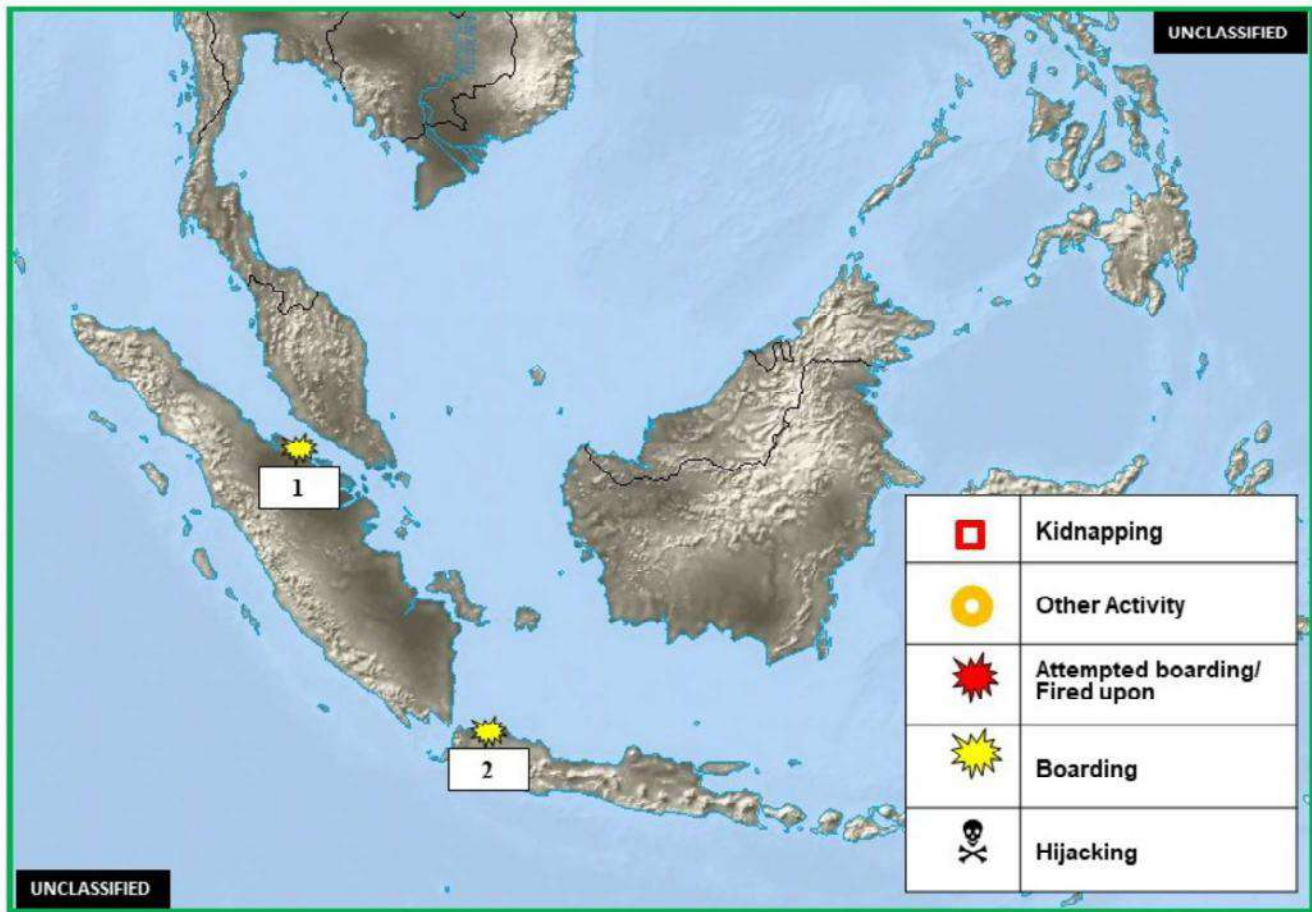 UNCLASSIFIED
1
2
Kidnapping
Other Activity
Attempted boarding/
Fired upon
Boarding
Hijacking
UNCLASSIFIED